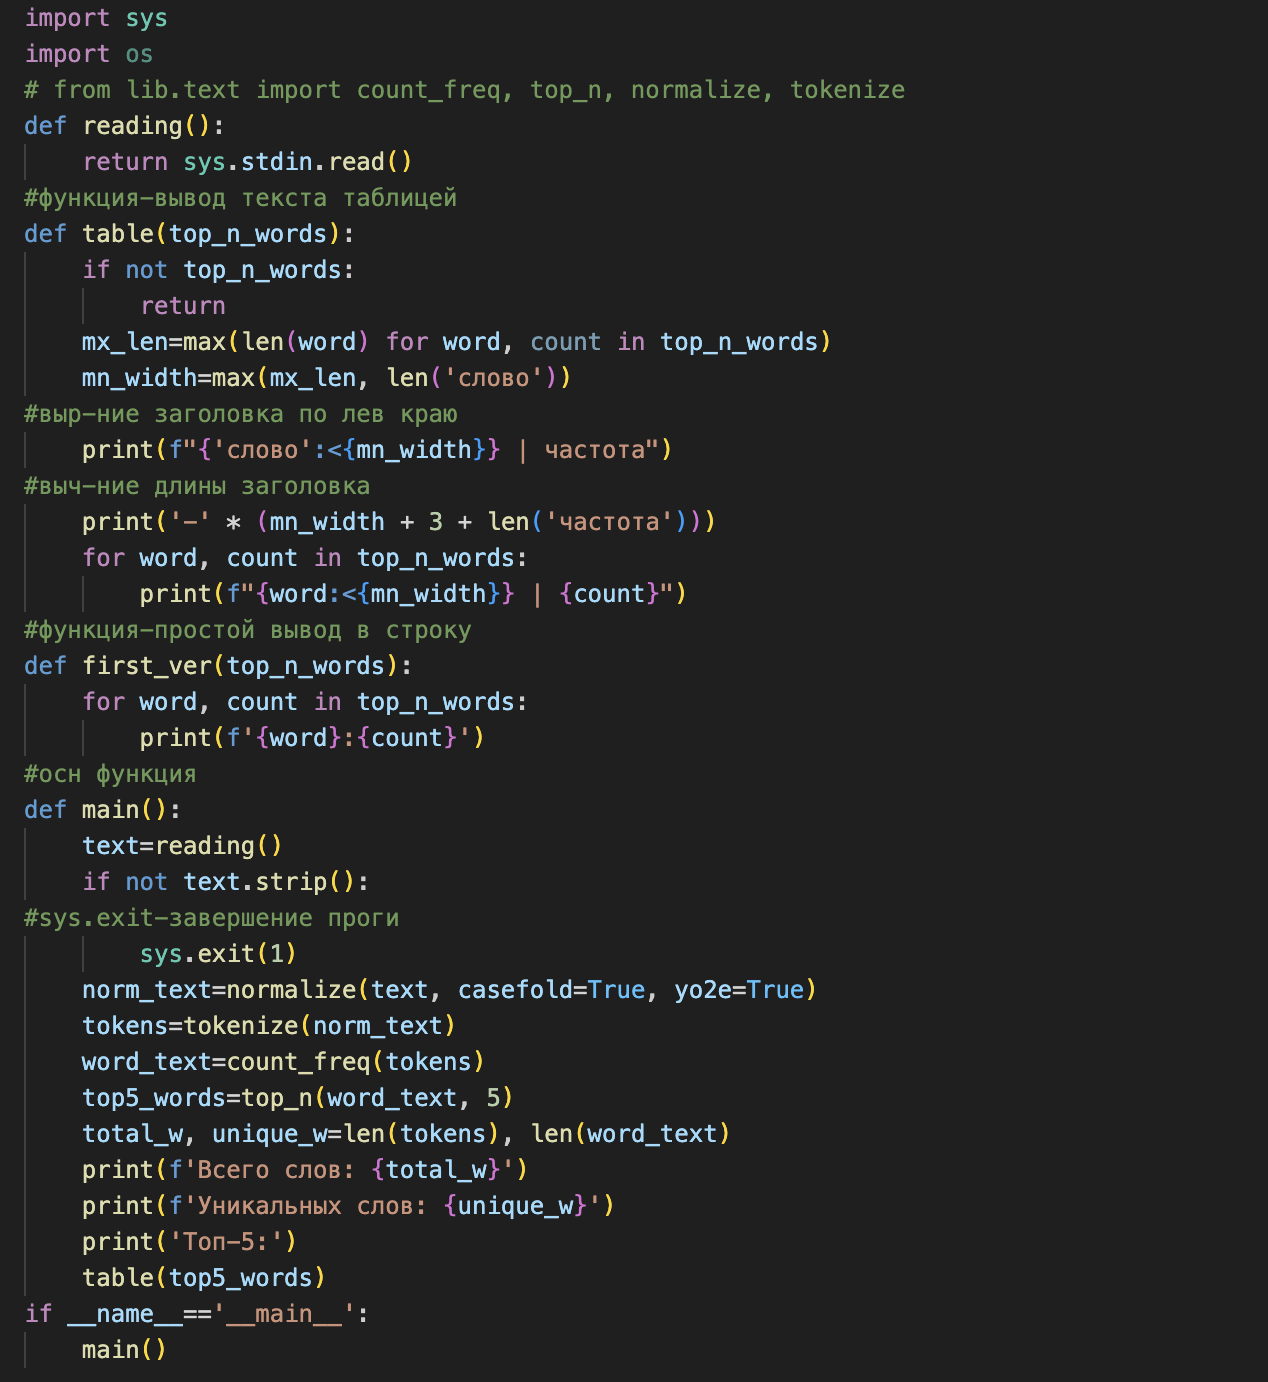 import sys
import os
# from lib.text import count_freq, top_n, normalize, tokenize
def reading():
    return sys.stdin.read()
#функция-вывод текста таблицей
def table(top_n_words):
    if not top_n_words:
        return
    mx_len=max(len(word) for word, count in top_n_words)
    mn_width=max(mx_len, len('слово'))
#выр-ние заголовка по лев краю
    print(f"{'слово':<{mn_width}} | частота")
#выч-ние длины заголовка
    print('-' * (mn_width + 3 + len('частота')))
    for word, count in top_n_words:
        print(f"{word:<{mn_width}} | {count}")
#функция-простой вывод в строку
def first_ver(top_n_words):
    for word, count in top_n_words:
        print(f'{word}:{count}')
#осн функция
def main():
    text=reading()
    if not text.strip():
#sys.exit-завершение проги
        sys.exit(1)
    norm_text=normalize(text, casefold=True, yo2e=True)
    tokens=tokenize(norm_text)
    word_text=count_freq(tokens)
    top5_words=top_n(word_text, 5)
    total_w, unique_w=len(tokens), len(word_text)
    print(f'Всего слов: {total_w}')
    print(f'Уникальных слов: {unique_w}')
    print('Топ-5:')
    table(top5_words)
if __name__=='__main__':
    main()